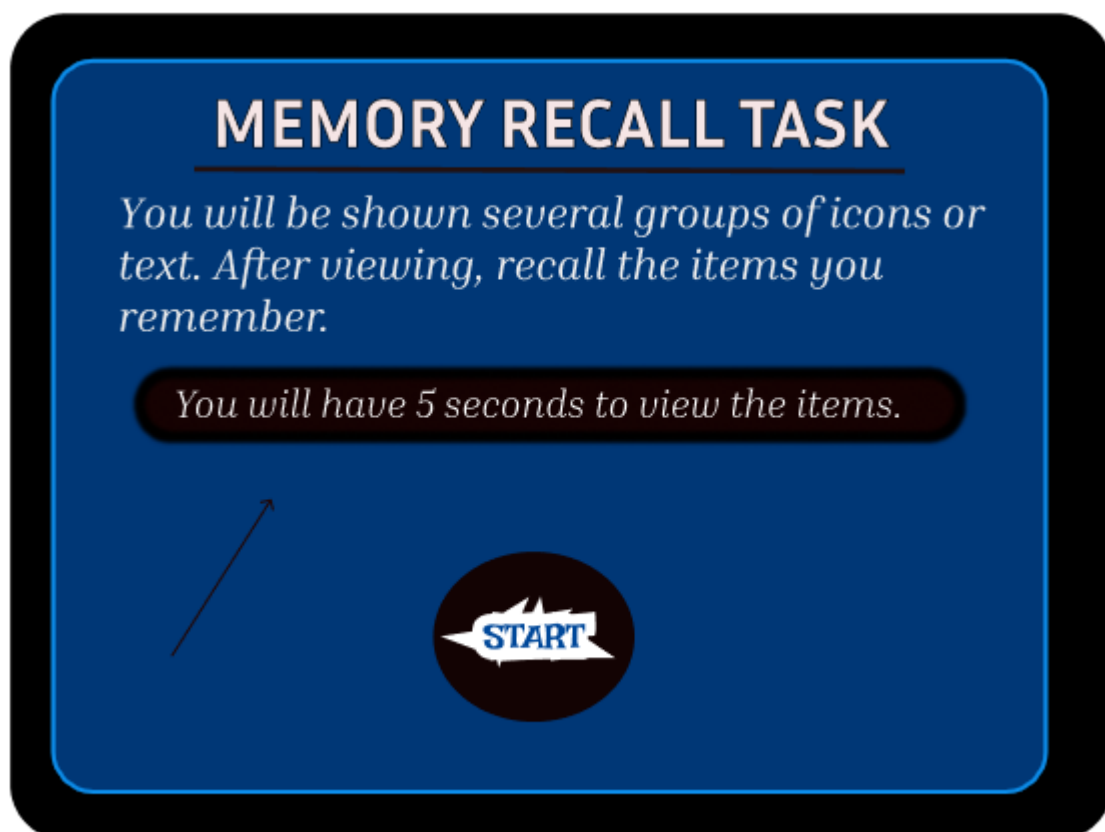 MEMORY RECALL TASK
You will be shown several groups of icons or
text. After viewing, recall the items you
remember.
You will have 5 seconds to view the items.
START